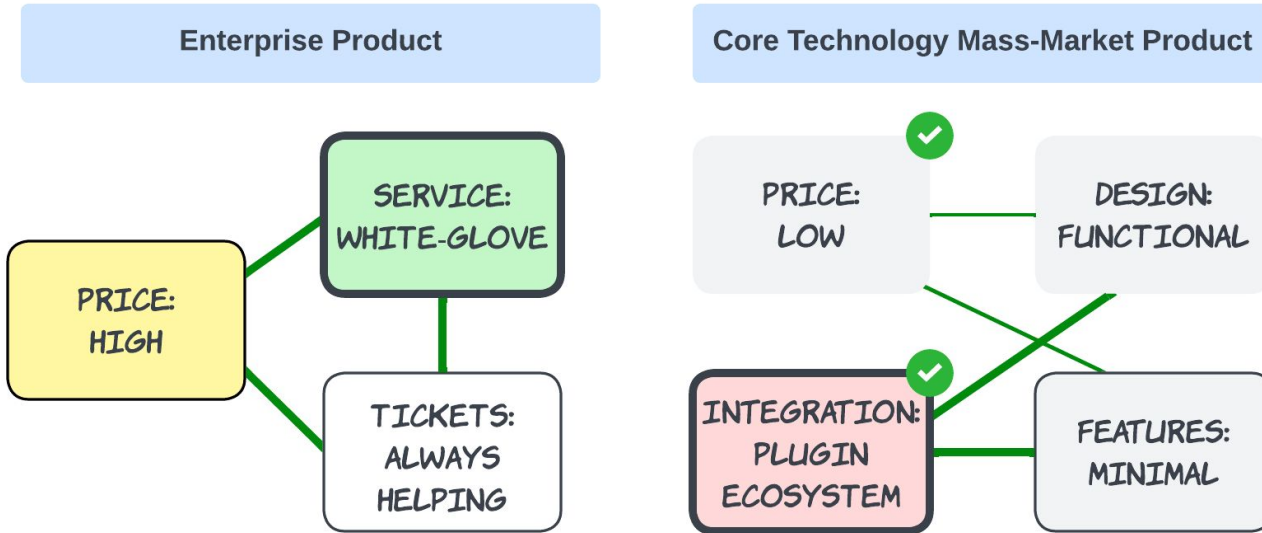 Enterprise Product
Core Technology Mass-Market Product
SERVICE:
WHITE-GLOVE
PRICE:
HIGH
TICKETS:
ALWAYS
HELPING
PRICE:
LOW
DESIGN:
FUNCTIONAL
INTEGRATION:
PLUGIN
ECOSYSTEM
FEATURES:
MINIMAL